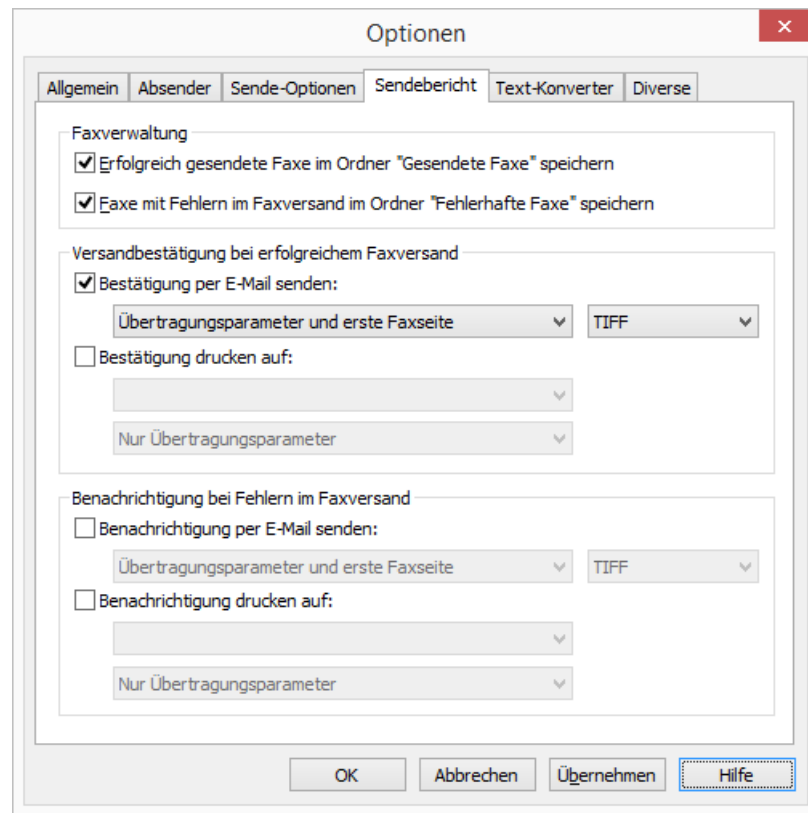 Optionen
Allgemein Absender Sende-Optionen Sendebericht Text-Konverter Diverse
Faxverwaltung
Erfolgreich gesendete Faxe im Ordner "Gesendete Faxe" speichern
Faxe mit Fehlern im Faxversand im Ordner "Fehlerhafte Faxe" speichern
Versandbestätigung bei erfolgreichem Faxversand
Bestätigung per E-Mail senden:
Übertragungsparameter und erste Faxseite TIFF
Bestätigung drucken auf:
Nur Übertragungsparameter
Benachrichtigung bei Fehlern im Faxversand
Benachrichtigung per E-Mail senden:
Übertragungsparameter und erste Faxseite TIFF
Benachrichtigung drucken auf:
Nur Übertragungsparameter
OK Abbrechen Übernehmen Hilfe